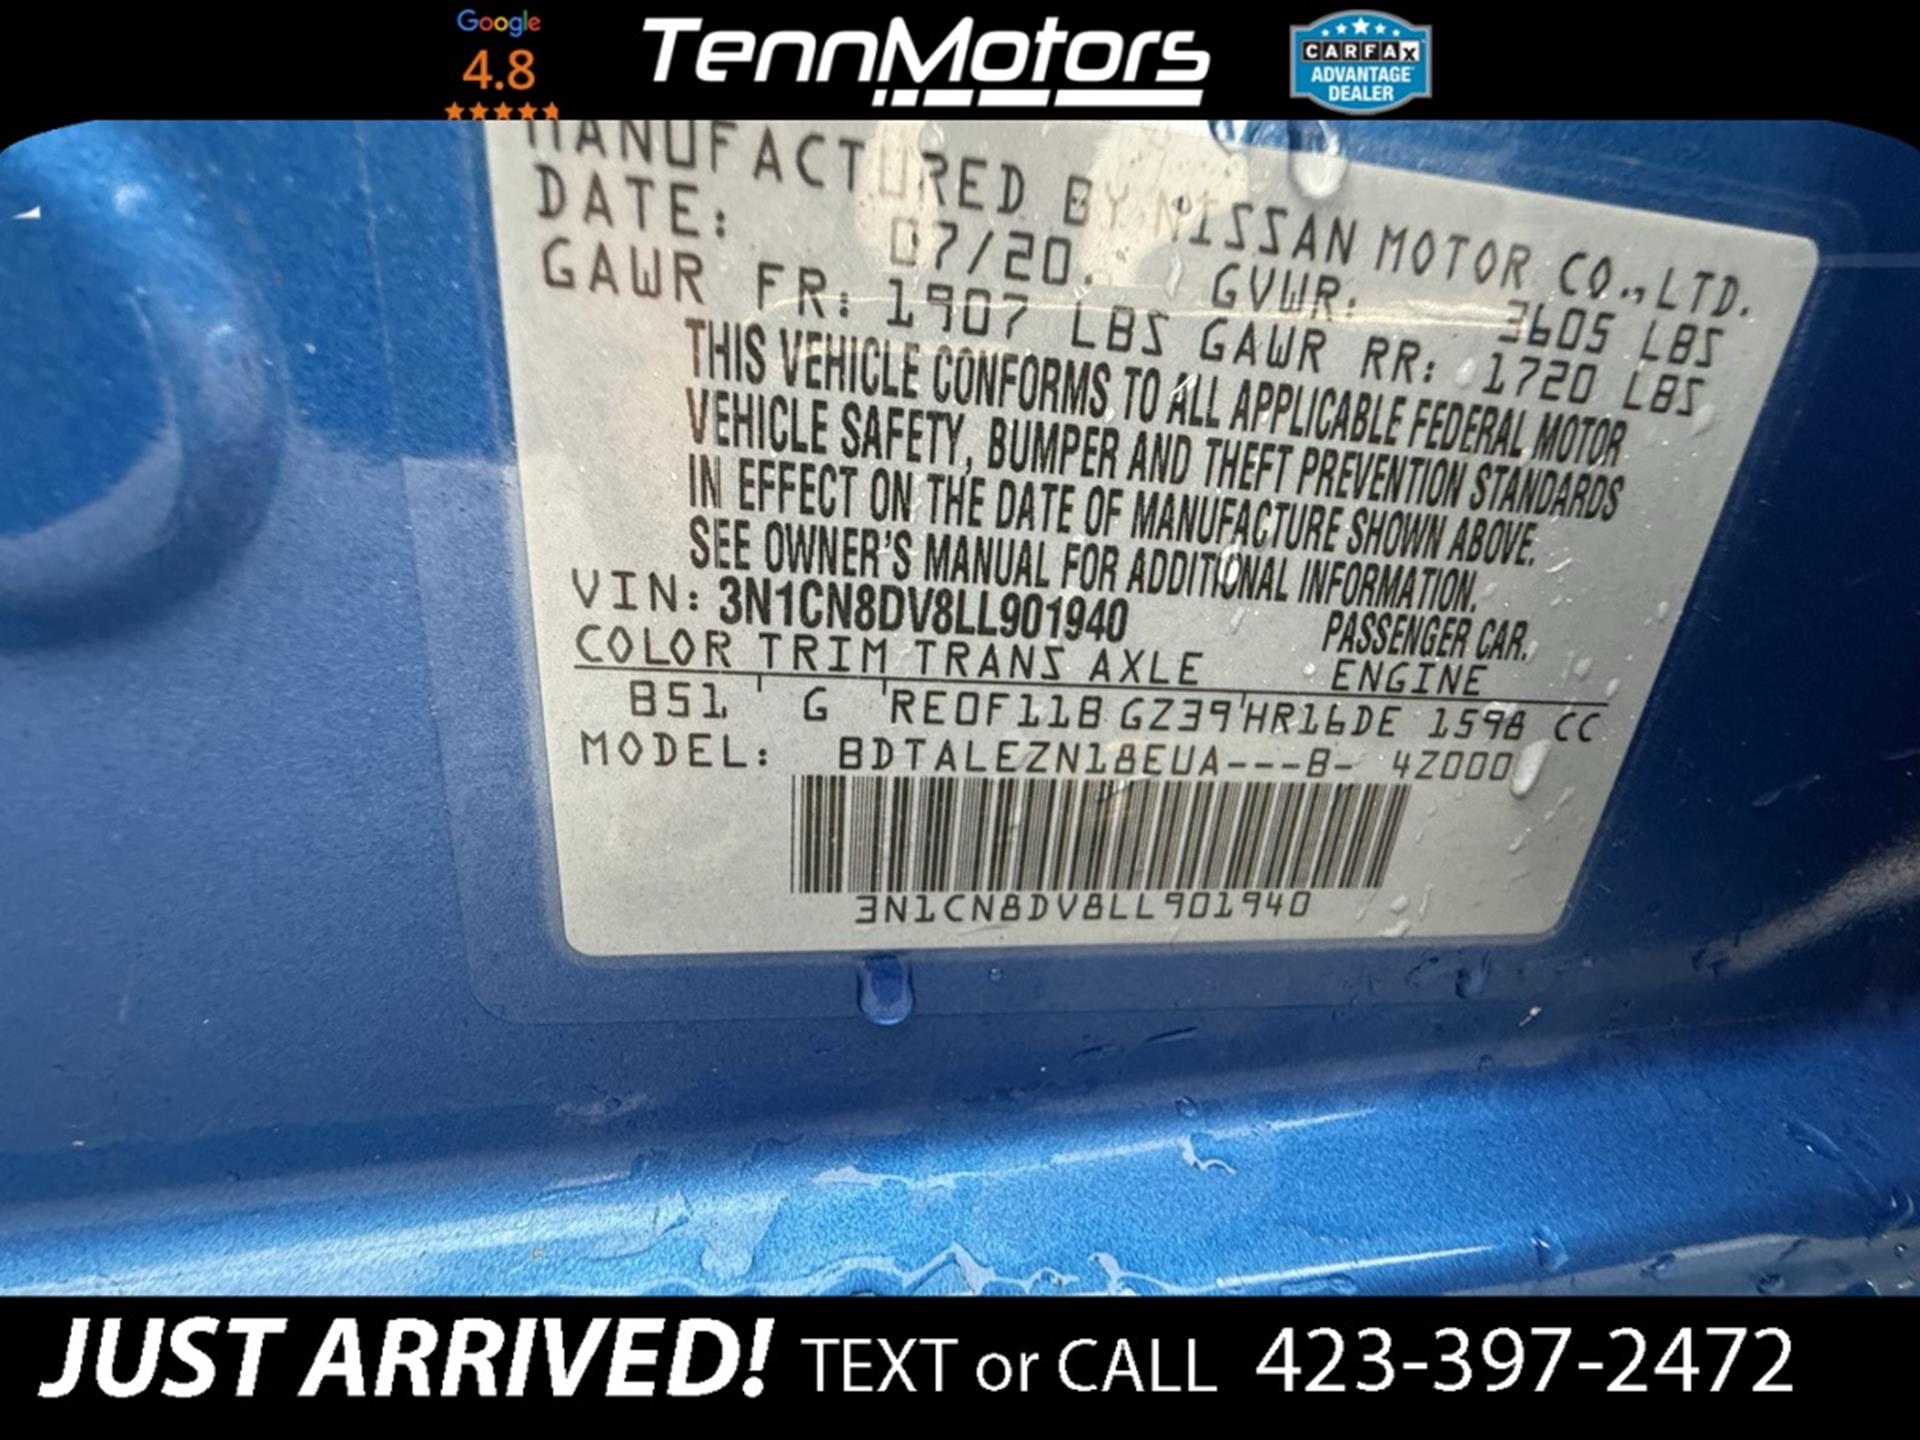 Google
4.8
TennMotors
CARFAX
ADVANTAGE
DEALER
MANUFACTURED BY NISSAN MOTOR CO.,LTD.
DATE: 07/20 GVWR: 3605 LBS
GAWR FR: 1907 LBS GAWR RR: 1720 LBS
THIS VEHICLE CONFORMS TO ALL APPLICABLE FEDERAL MOTOR
VEHICLE SAFETY, BUMPER AND THEFT PREVENTION STANDARDS
IN EFFECT ON THE DATE OF MANUFACTURE SHOWN ABOVE.
SEE OWNER'S MANUAL FOR ADDITIONAL INFORMATION.
VIN: 3N1CN8DV8LL901940 PASSENGER CAR.
COLOR TRIM TRANS AXLE ENGINE
B51 G RE0F11B GZ39 HR16DE 1598 CC
MODEL: BDTALEZN18EUA---B- 4Z000
3N1CN8DV8LL901940
JUST ARRIVED! TEXT or CALL 423-397-2472